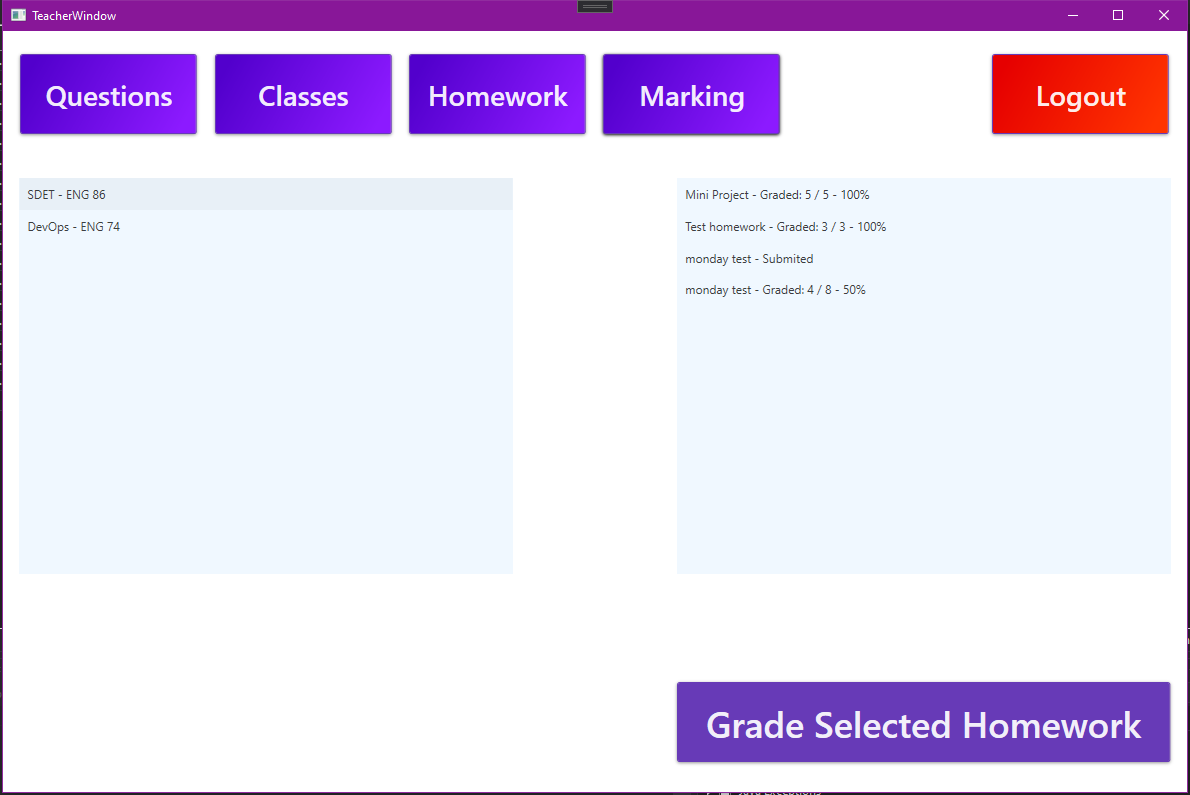 TeacherWindow
Questions
Classes
Homework
Marking
Logout
SDET - ENG 86
DevOps - ENG 74
Mini Project - Graded: 5 / 5 - 100%
Test homework - Graded: 3 / 3 - 100%
monday test - Submited
monday test - Graded: 4 / 8 - 50%
Grade Selected Homework